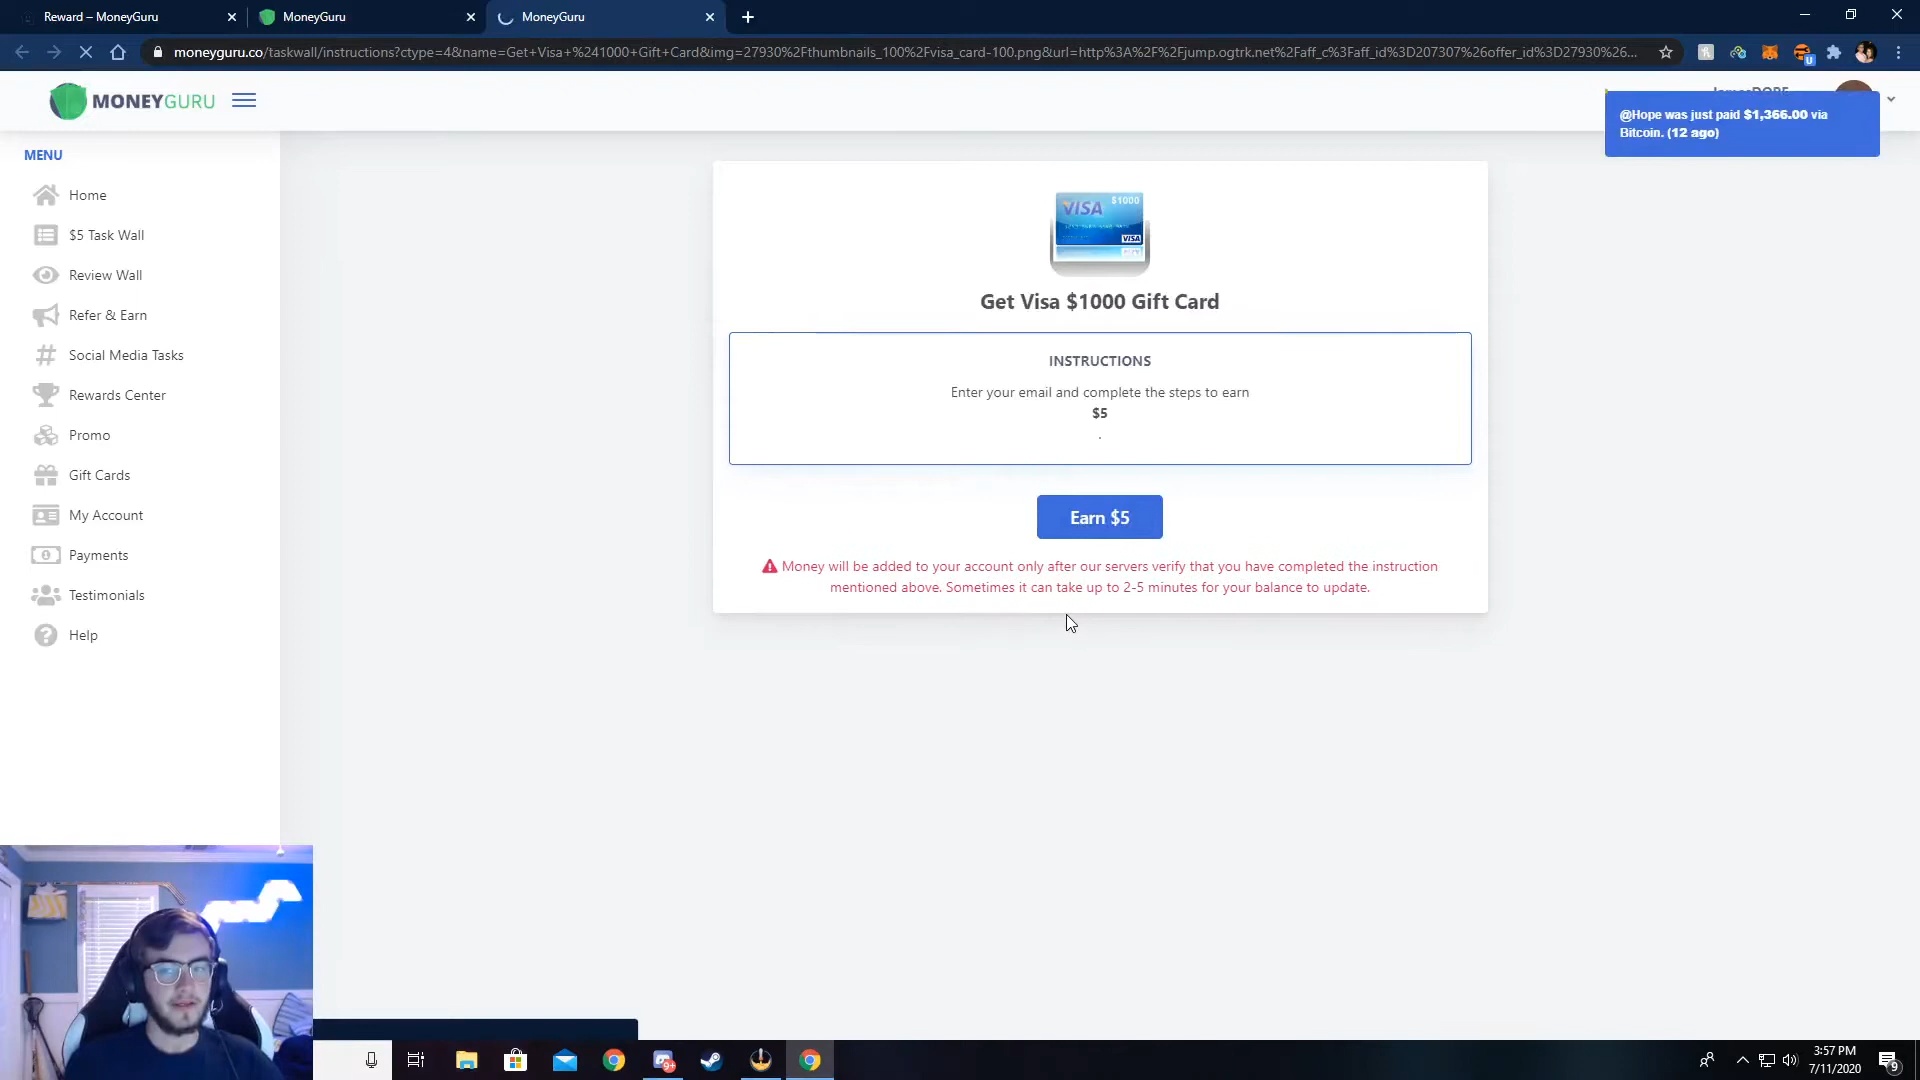 Reward – MoneyGuru
MoneyGuru
MoneyGuru
moneyguru.co/taskwall/instructions?ctype=4&name=Get+Visa+%241000+Gift+Card&img=27930%2Fthumbnails_100%2Fvisa_card-100.png&url=http%3A%2F%2Fjump.ogtrk.net%2Faff_c%3Faff_id%3D207307%26offer_id%3D27930%26...
MONEYGURU
@Hope was just paid $1,366.00 via
Bitcoin. (12 ago)
MENU
Home
$5 Task Wall
Review Wall
Refer & Earn
Social Media Tasks
Rewards Center
Promo
Gift Cards
My Account
Payments
Testimonials
Help
VISA $1000
VISA
Get Visa $1000 Gift Card
INSTRUCTIONS
Enter your email and complete the steps to earn
$5
.
Earn $5
Money will be added to your account only after our servers verify that you have completed the instruction
mentioned above. Sometimes it can take up to 2-5 minutes for your balance to update.
9+
3:57 PM
7/11/2020
9